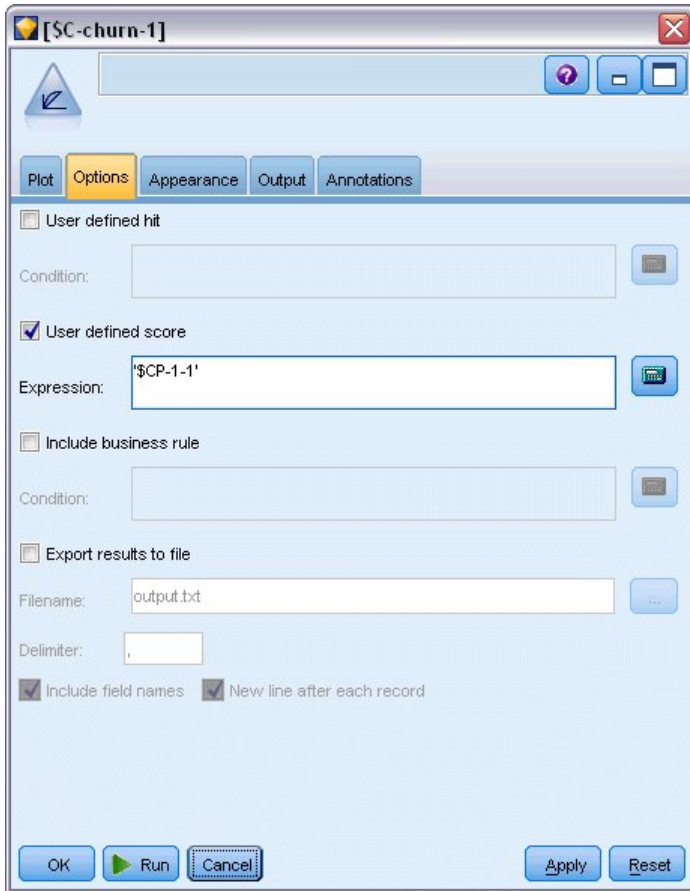 [$C-churn-1]
Plot Options Appearance Output Annotations
User defined hit
Condition:
User defined score
Expression: '$CP-1-1'
Include business rule
Condition:
Export results to file
Filename: output.txt
...
Delimiter: ,
Include field names New line after each record
OK Run Cancel Apply Reset